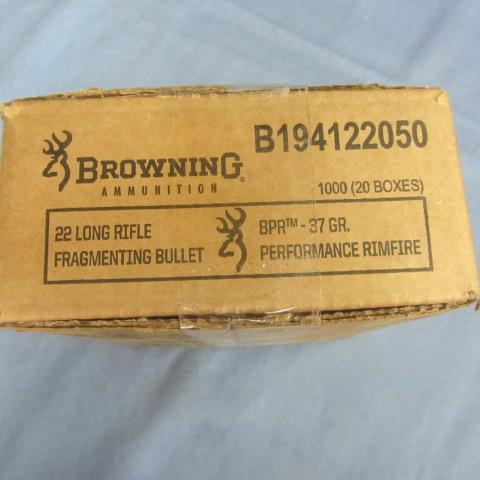 B194122050
BROWNING®
AMMUNITION
1000 (20 BOXES)
22 LONG RIFLE
FRAGMENTING BULLET
BPR™ - 37 GR.
PERFORMANCE RIMFIRE